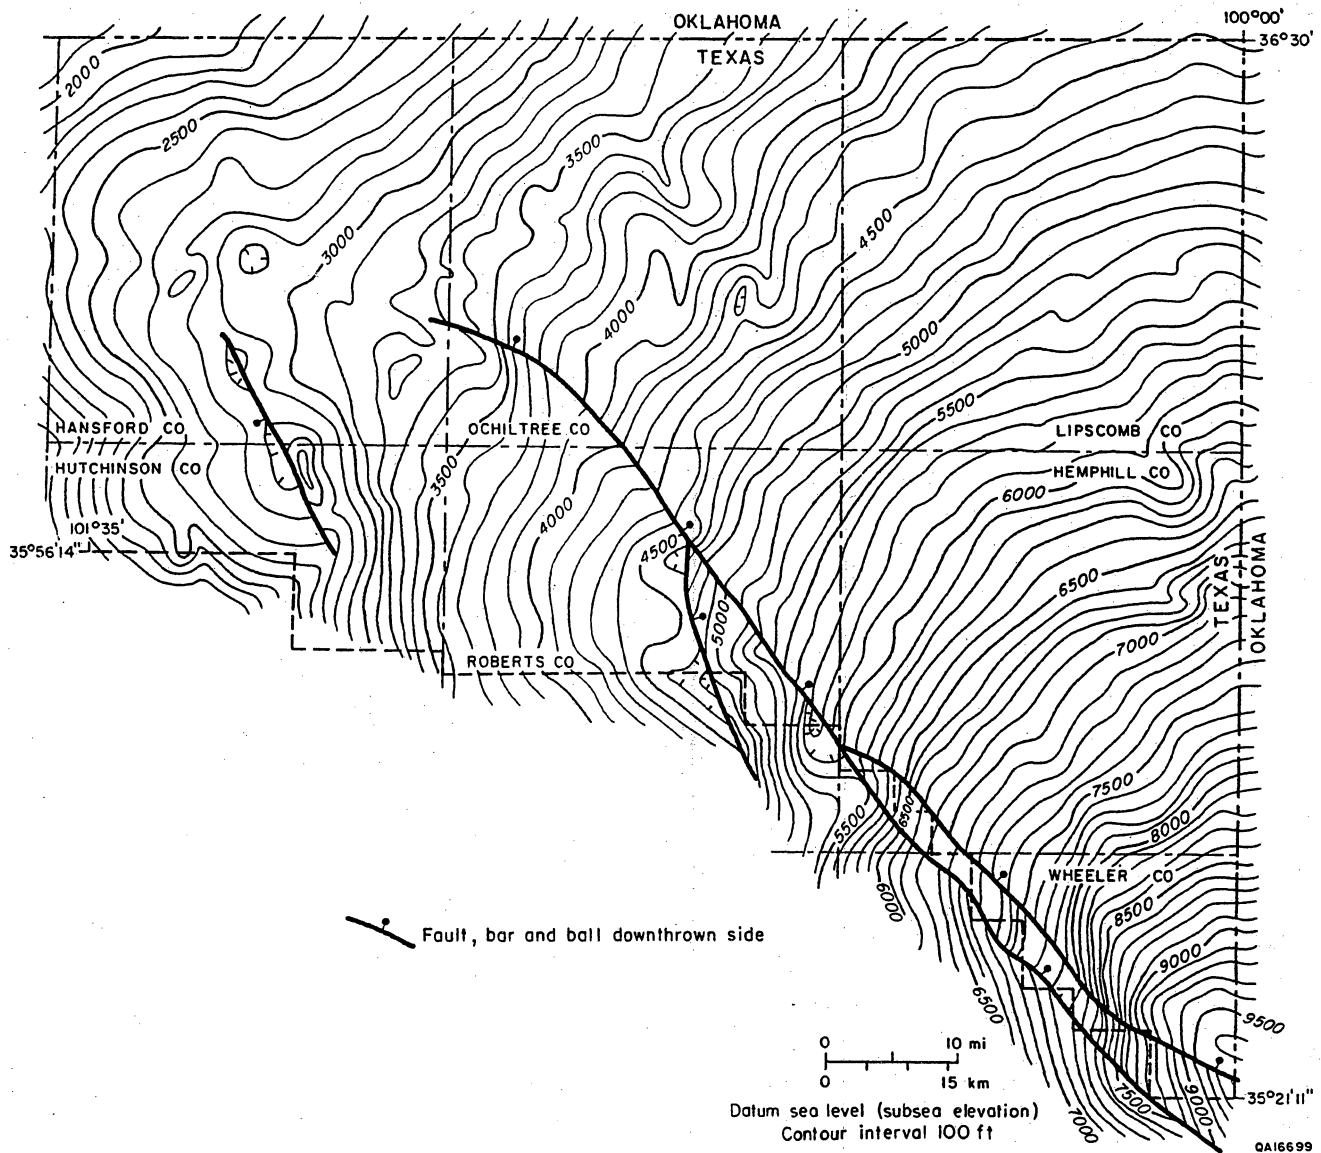 OKLAHOMA
TEXAS
100°00'
36°30'
2000
2500
3500
3000
4500
4000
5000
5500
HANSFORD CO
HUTCHINSON CO
OCHILTREE CO
LIPSCOMB CO
HEMPHILL CO
3500
6000
4000
101°35'
35°56'14"
4500
6500
TEXAS
OKLAHOMA
5000
7000
ROBERTS CO
7500
6500
5500
8000
WHEELER CO
6000
8500
Fault, bar and ball downthrown side
9000
6500
9500
0 10 mi
0 15 km
7500
9000
35°21'11"
7000
Datum sea level (subsea elevation)
Contour interval 100 ft
QA16699